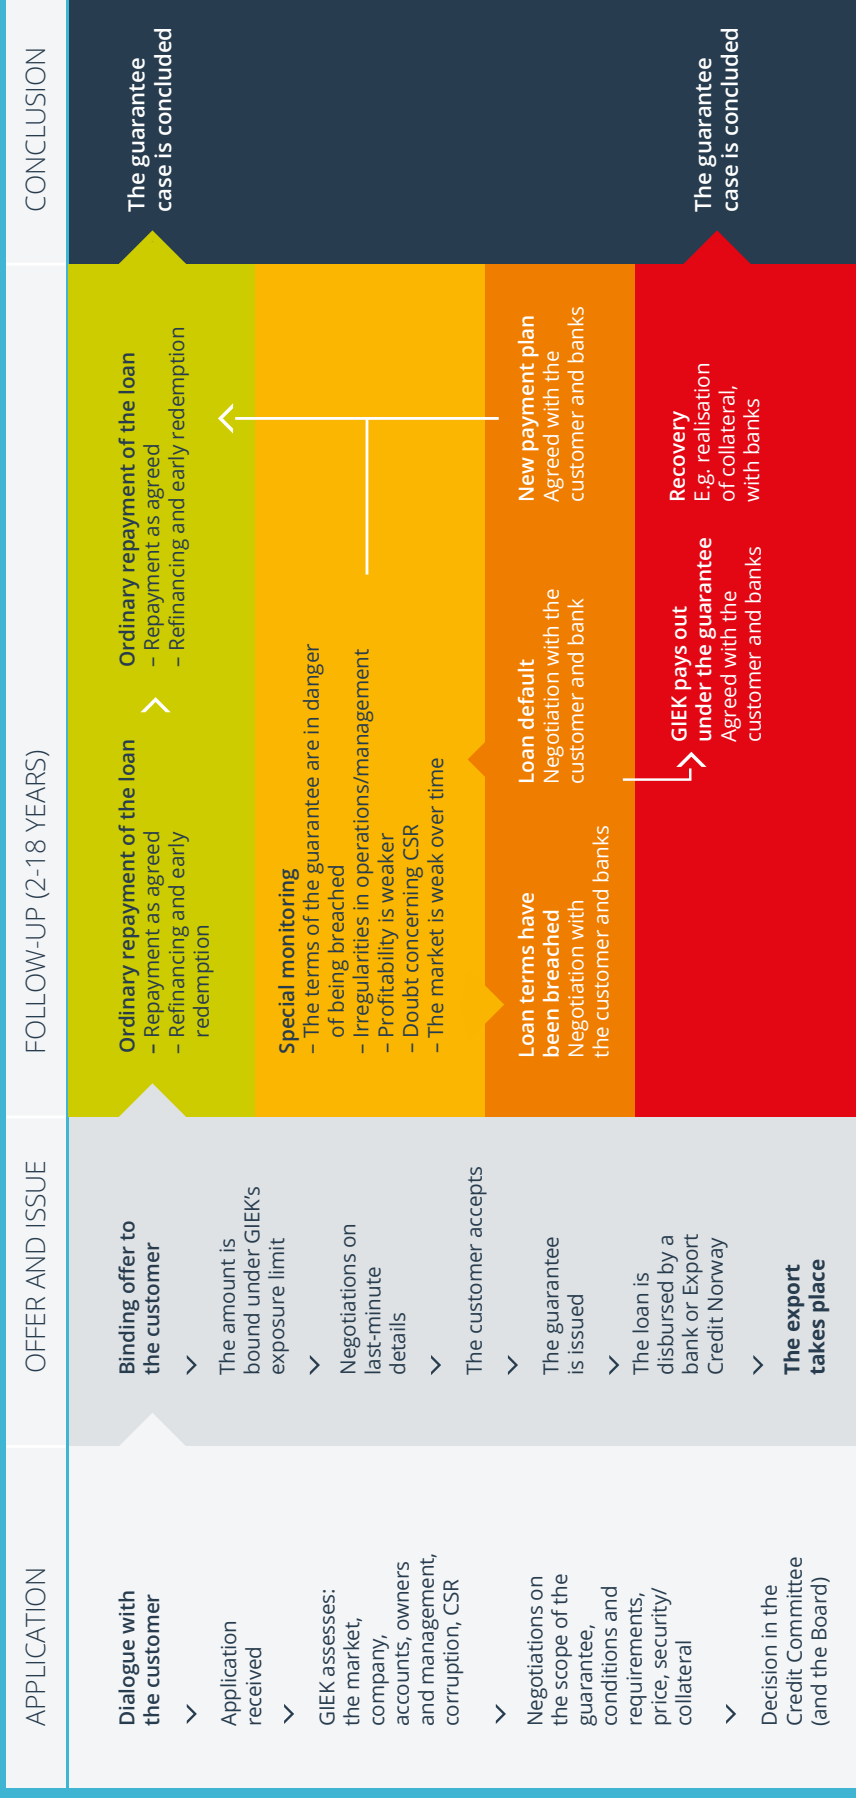 APPLICATION
Dialogue with
the customer
Application
received
GIEK assesses:
the market,
company,
accounts, owners
and management,
corruption, CSR
Negotiations on
the scope of the
guarantee,
conditions and
requirements,
price, security/
collateral
Decision in the
Credit Committee
(and the Board)
OFFER AND ISSUE
Binding offer to
the customer
The amount is
bound under GIEK's
exposure limit
Negotiations on
last-minute
details
The customer accepts
The guarantee
is issued
The loan is
disbursed by a
bank or Export
Credit Norway
The export
takes place
FOLLOW-UP (2-18 YEARS)
Ordinary repayment of the loan
– Repayment as agreed
– Refinancing and early
redemption
Ordinary repayment of the loan
– Repayment as agreed
– Refinancing and early redemption
Special monitoring
– The terms of the guarantee are in danger
of being breached
– Irregularities in operations/management
– Profitability is weaker
– Doubt concerning CSR
– The market is weak over time
Loan terms have
been breached
Negotiation with
the customer and banks
Loan default
Negotiation with the
customer and bank
New payment plan
Agreed with the
customer and banks
GIEK pays out
under the guarantee
Agreed with the
customer and banks
Recovery
E.g. realisation
of collateral,
with banks
CONCLUSION
The guarantee
case is concluded
The guarantee
case is concluded